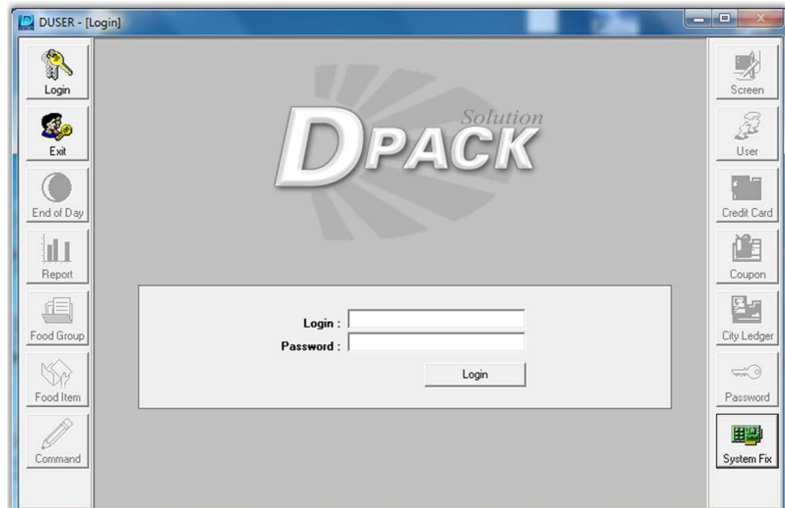 DUSER - [Login]
Login
Exit
End of Day
Report
Food Group
Food Item
Command
Solution
DPACK
Login :
Password :
Login
Screen
User
Credit Card
Coupon
City Ledger
Password
System Fix